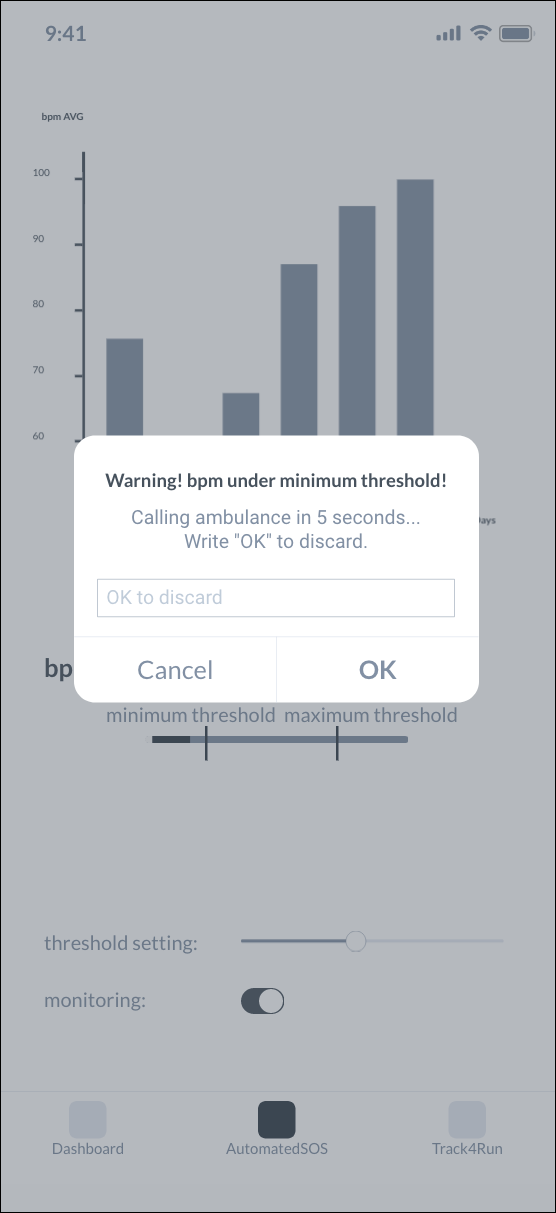 9:41
bpm AVG
100
90
80
70
60
Warning! bpm under minimum threshold!
Calling ambulance in 5 seconds...
Write "OK" to discard.
OK to discard
Cancel
OK
minimum threshold
maximum threshold
threshold setting:
monitoring:
Dashboard
AutomatedSOS
Track4Run